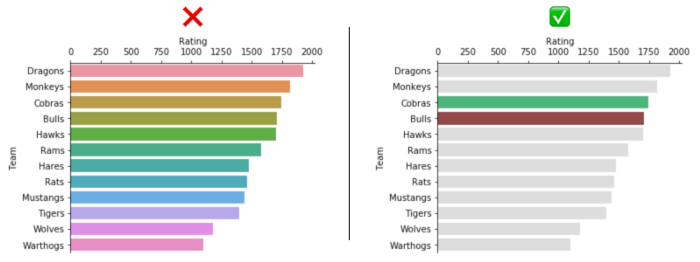 Rating
0 250 500 750 1000 1250 1500 1750 2000
Team
Dragons
Monkeys
Cobras
Bulls
Hawks
Rams
Hares
Rats
Mustangs
Tigers
Wolves
Warthogs
Rating
0 250 500 750 1000 1250 1500 1750 2000
Team
Dragons
Monkeys
Cobras
Bulls
Hawks
Rams
Hares
Rats
Mustangs
Tigers
Wolves
Warthogs